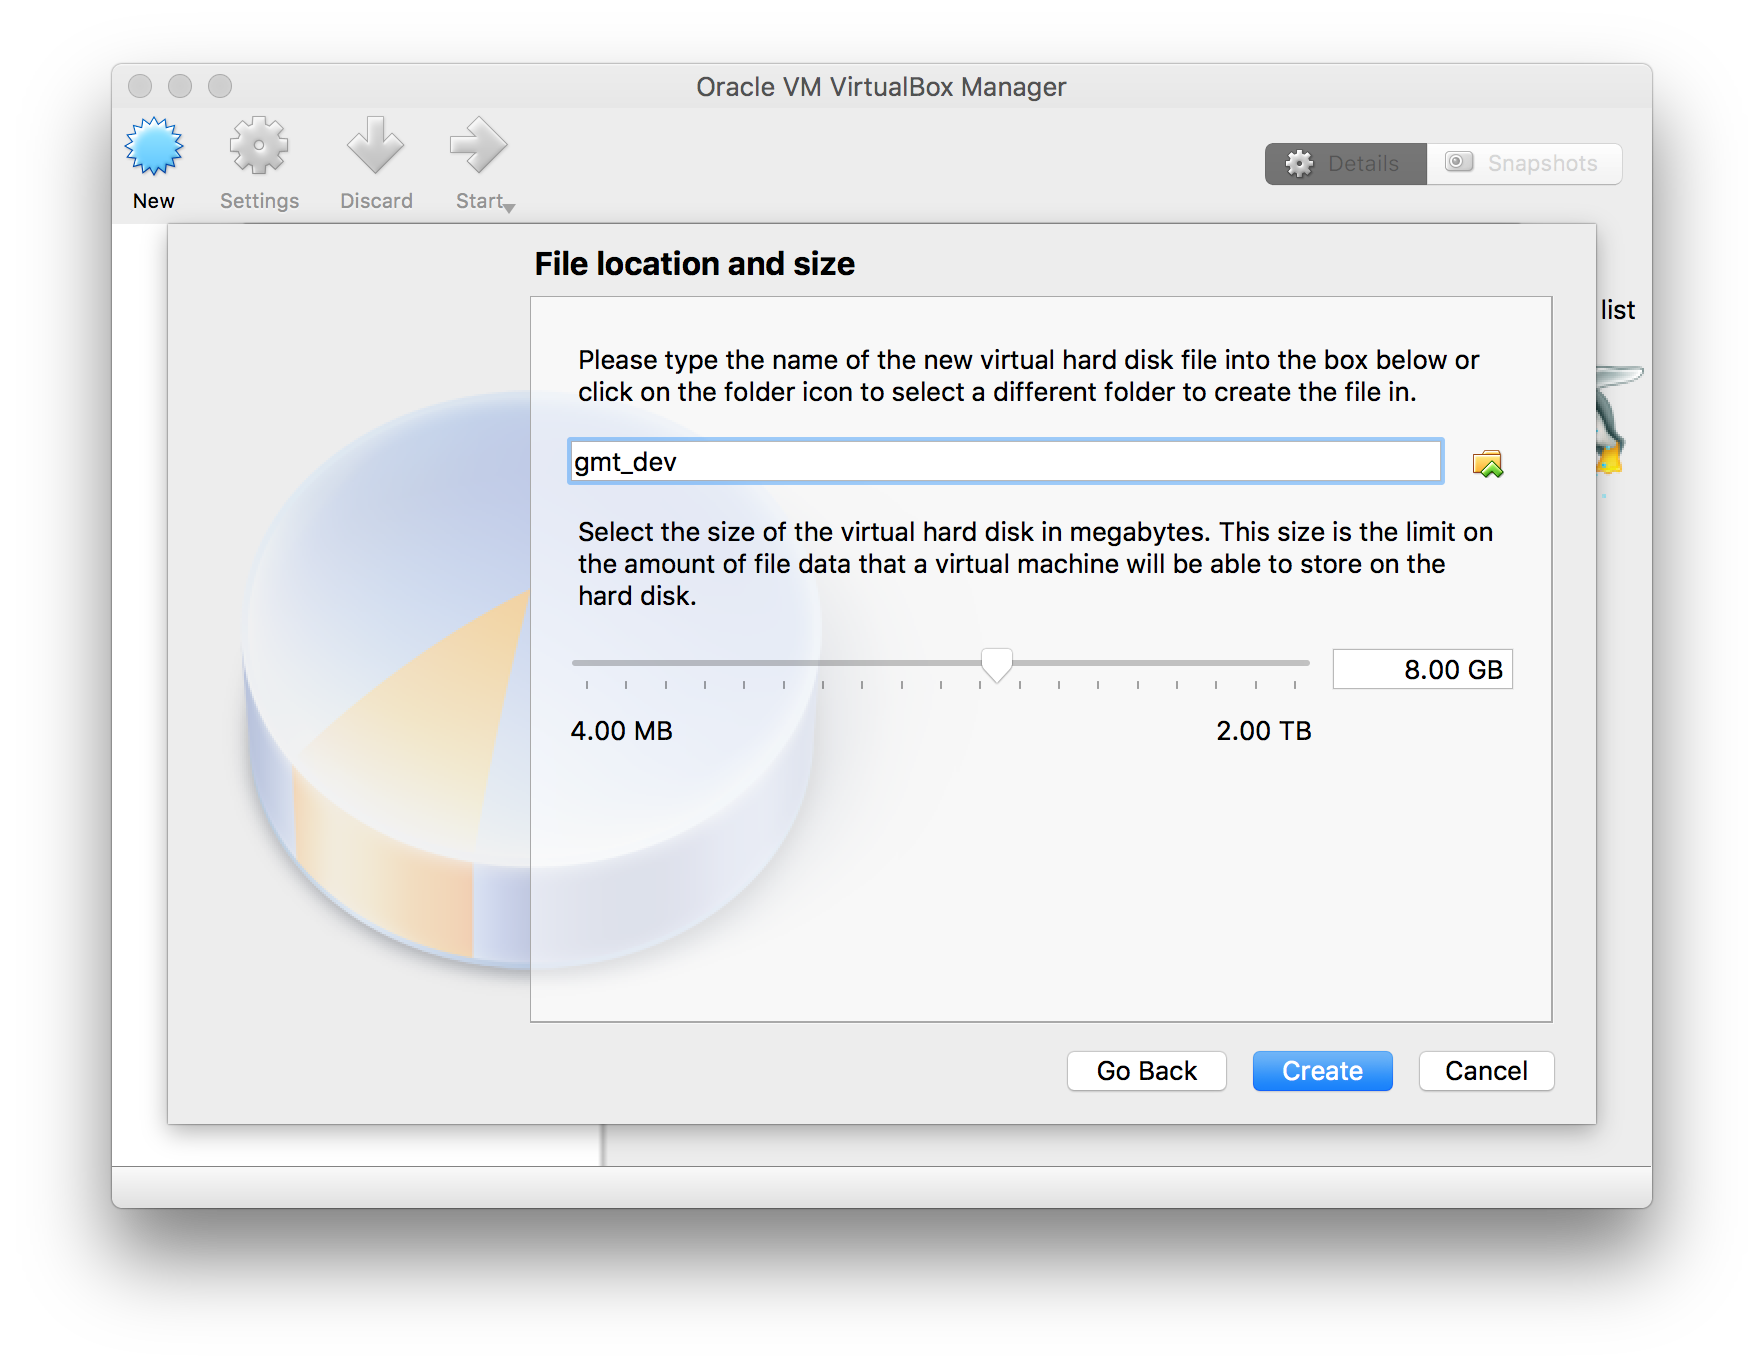 Oracle VM VirtualBox Manager
New
Settings
Discard
Start
Details
Snapshots
list
File location and size
Please type the name of the new virtual hard disk file into the box below or
click on the folder icon to select a different folder to create the file in.
gmt_dev
Select the size of the virtual hard disk in megabytes. This size is the limit on
the amount of file data that a virtual machine will be able to store on the
hard disk.
8.00 GB
4.00 MB
2.00 TB
Go Back
Create
Cancel